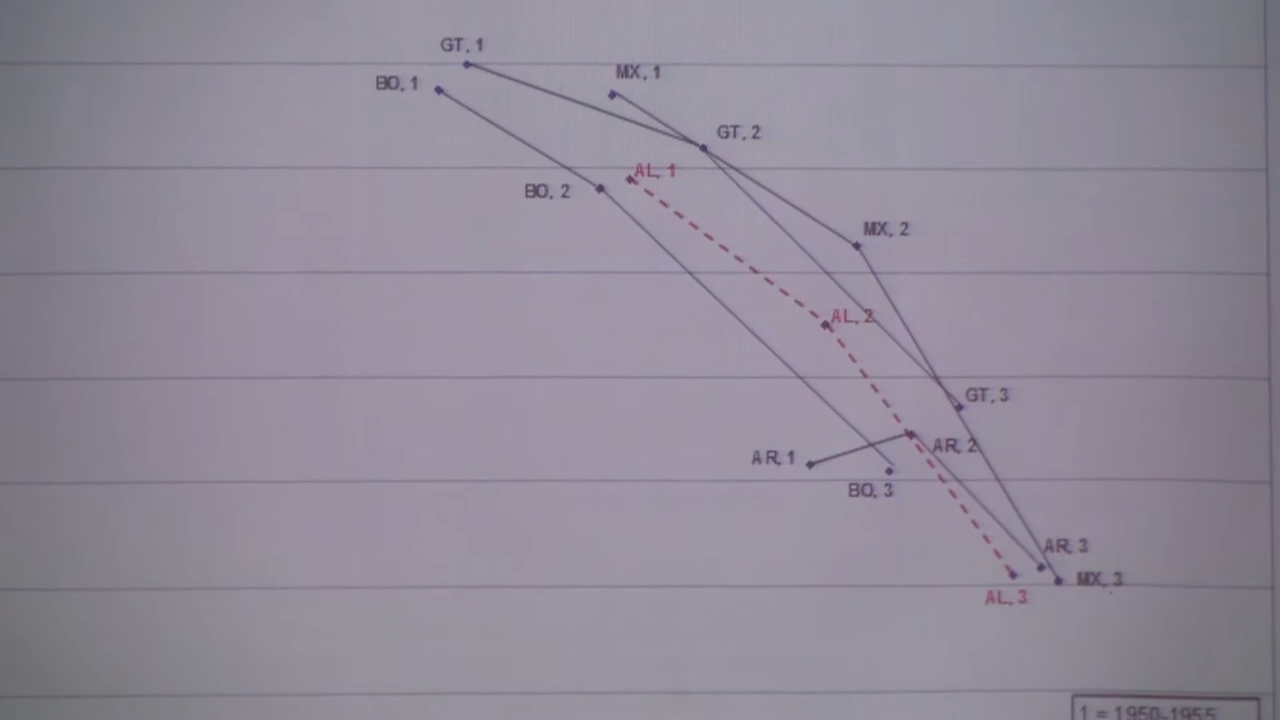 GT, 1
MX, 1
BO, 1
GT, 2
AL, 1
BO, 2
MX, 2
AL, 2
GT, 3
AR, 2
AR, 1
BO, 3
AR, 3
MX, 3
AL, 3
1 = 1950-1955